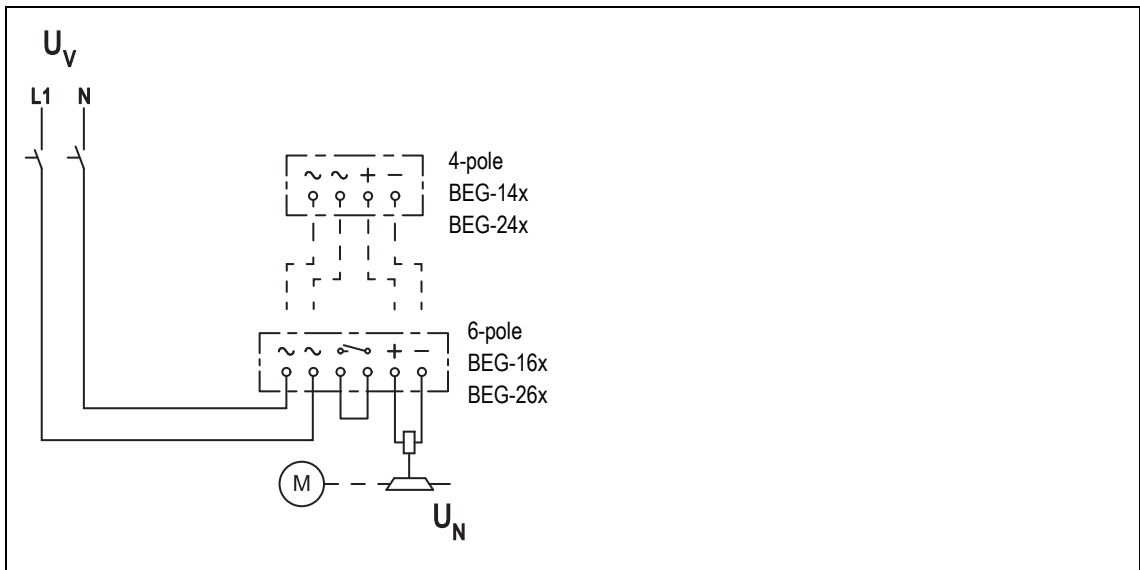 U_V
L1 N
4-pole
~ ~ + −
BEG-14x
BEG-24x
6-pole
~ ~ + −
BEG-16x
BEG-26x
M
U_N